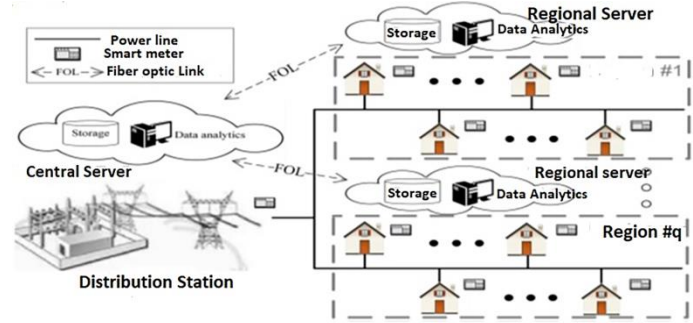 Regional Server
Storage
Data Analytics
Power line
Smart meter
FOL
Fiber optic Link
FOL
#1
Storage
Data analytics
Central Server
FOL
Regional server
Storage
Data Analytics
Region #q
Distribution Station